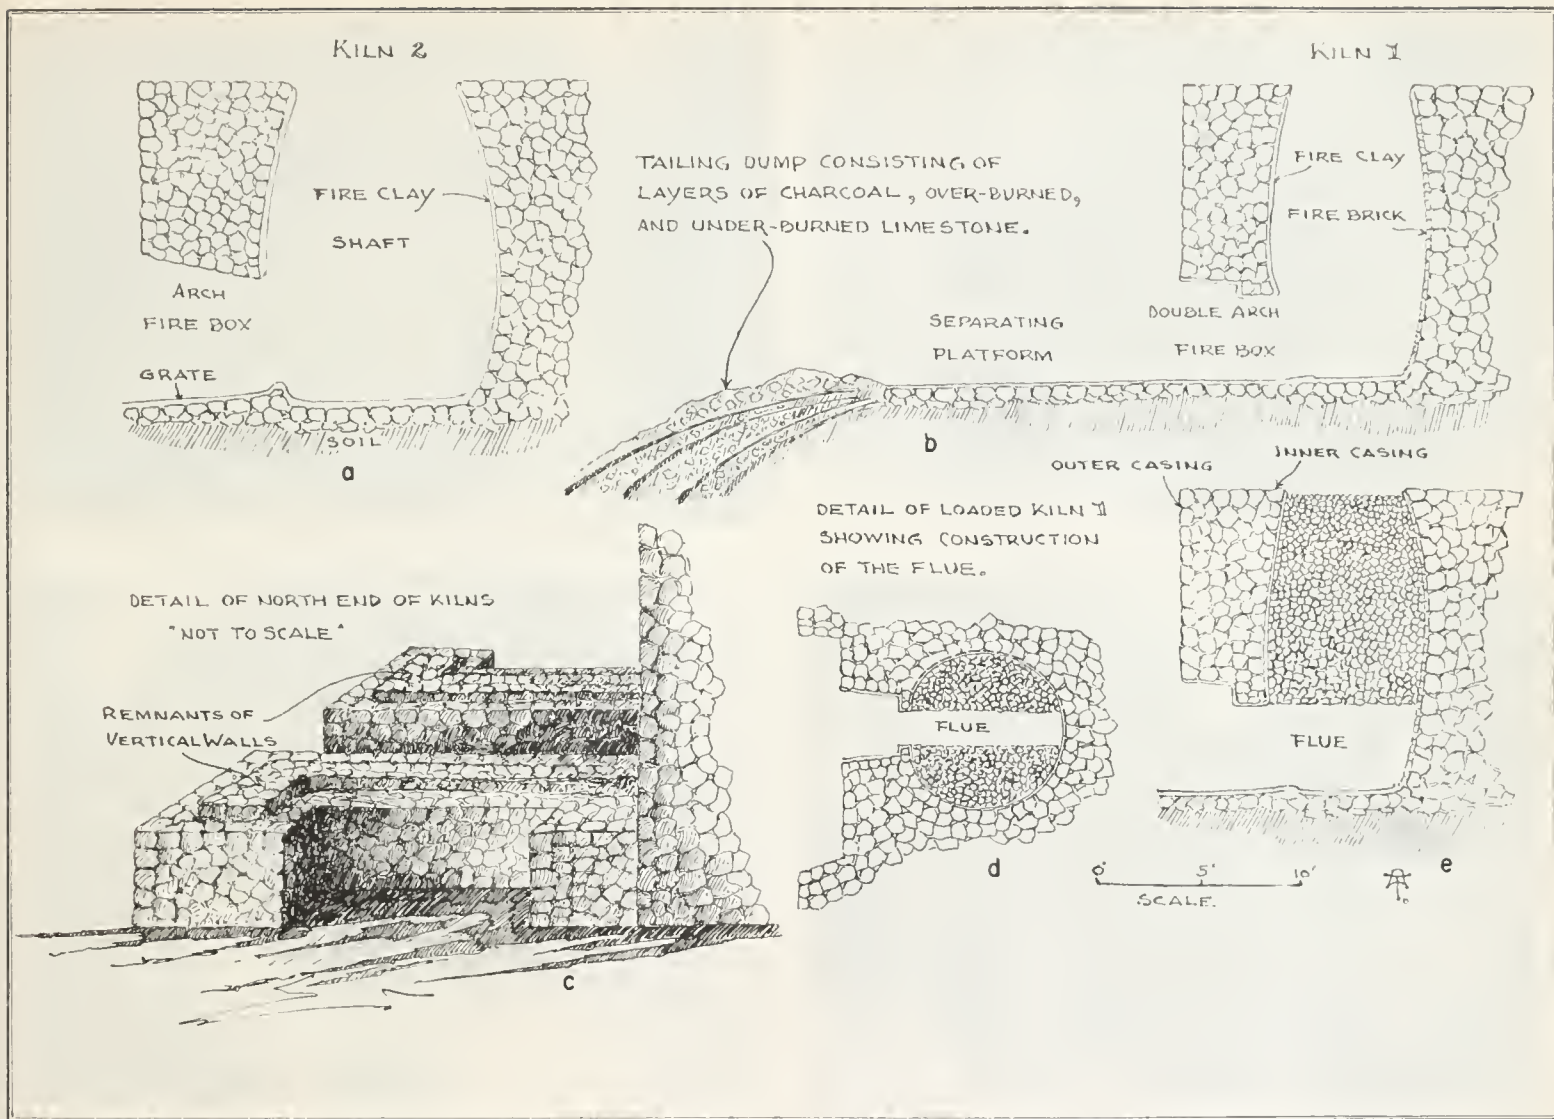 KILN 2
FIRE CLAY
SHAFT
ARCH
FIRE BOX
GRATE
SOIL
a
TAILING DUMP CONSISTING OF
LAYERS OF CHARCOAL, OVER-BURNED,
AND UNDER-BURNED LIMESTONE.
KILN 1
FIRE CLAY
FIRE BRICK
SEPARATING
PLATFORM
DOUBLE ARCH
FIRE BOX
b
DETAIL OF NORTH END OF KILNS
"NOT TO SCALE"
REMNANTS OF
VERTICAL WALLS
c
DETAIL OF LOADED KILN 1
SHOWING CONSTRUCTION
OF THE FLUE.
FLUE
d
OUTER CASING
INNER CASING
FLUE
e
0' 5' 10'
SCALE.